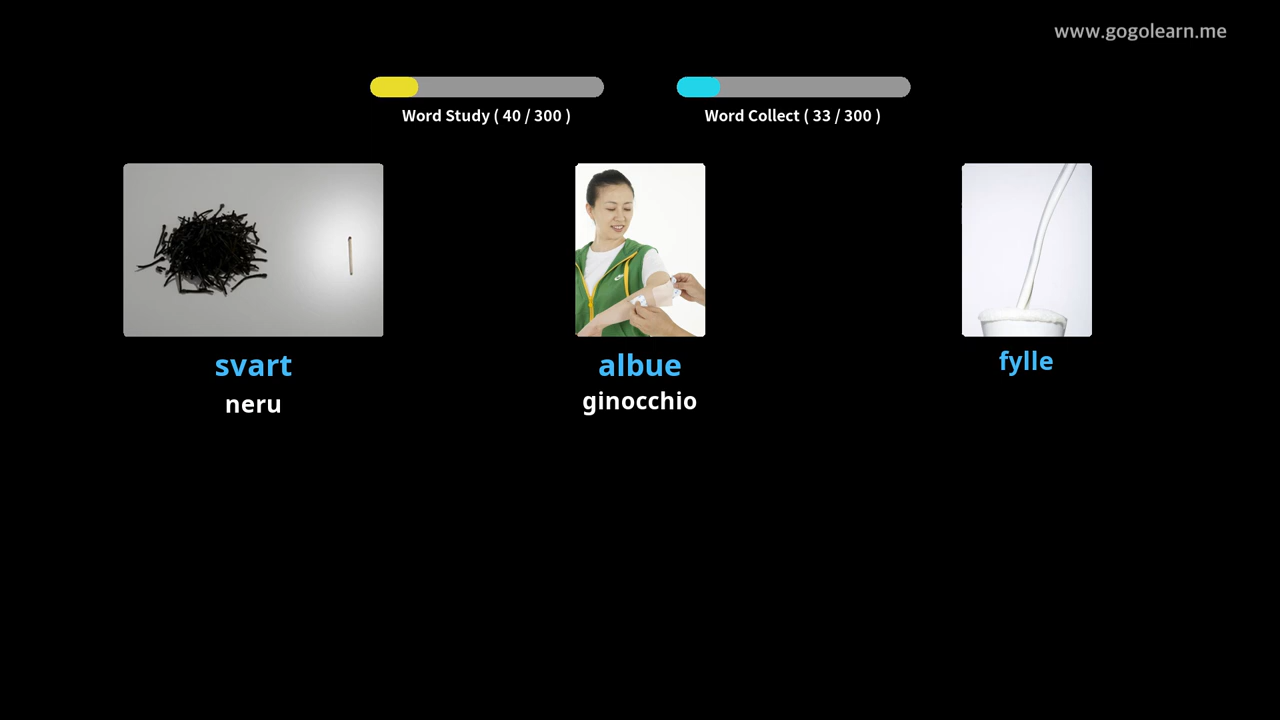 www.gogolearn.me
Word Study ( 40 / 300 )
Word Collect ( 33 / 300 )
svart
neru
albue
ginocchio
fylle